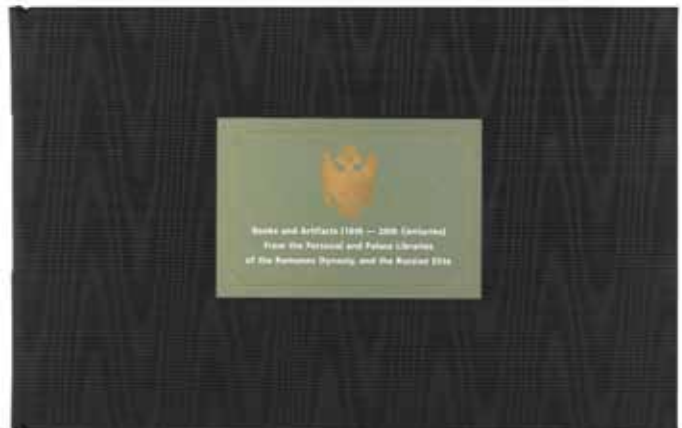 Books and Artifacts (18th — 20th Centuries)
From the Personal and Palace Libraries
of the Romanov Dynasty, and the Russian Elite